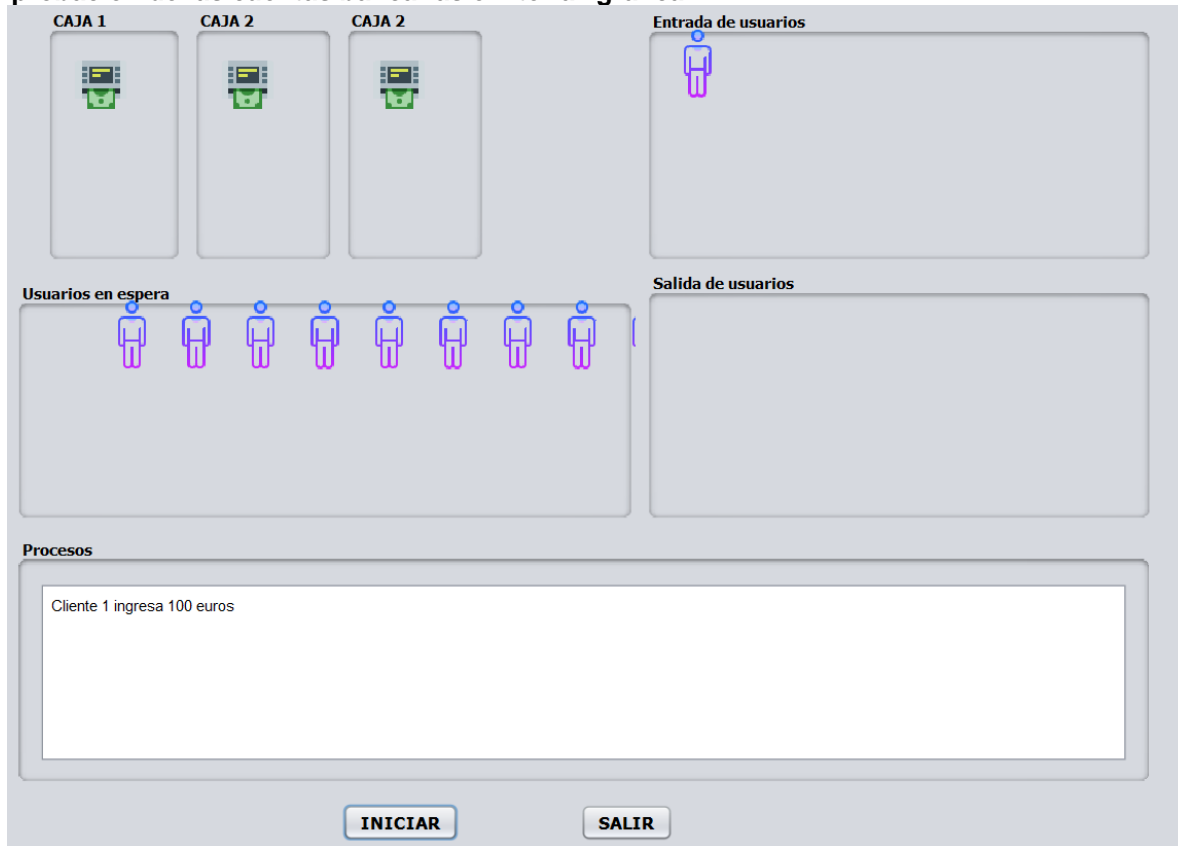 CAJA 1 CAJA 2 CAJA 2 Entrada de usuarios
Usuarios en espera Salida de usuarios
Procesos
Cliente 1 ingresa 100 euros
INICIAR SALIR